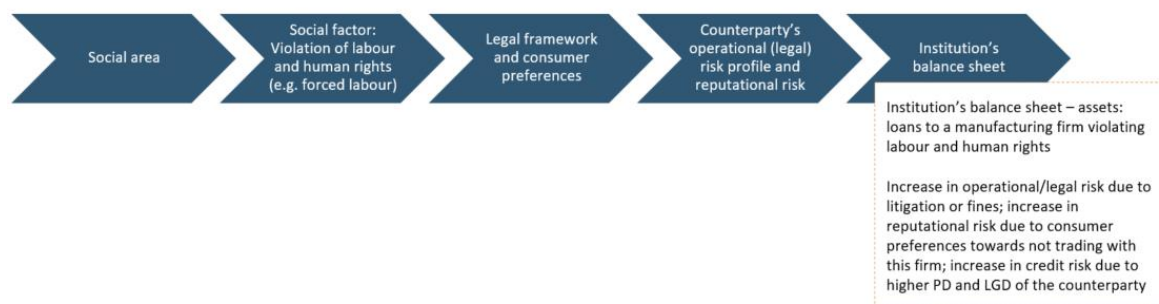 Social area
Social factor:
Violation of labour
and human rights
(e.g. forced labour)
Legal framework
and consumer
preferences
Counterparty's
operational (legal)
risk profile and
reputational risk
Institution's
balance sheet
Institution's balance sheet – assets:
loans to a manufacturing firm violating
labour and human rights
Increase in operational/legal risk due to
litigation or fines; increase in
reputational risk due to consumer
preferences towards not trading with
this firm; increase in credit risk due to
higher PD and LGD of the counterparty